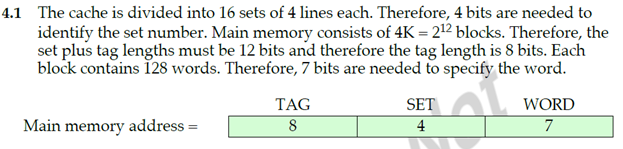 4.1 The cache is divided into 16 sets of 4 lines each. Therefore, 4 bits are needed to
identify the set number. Main memory consists of 4K = 2¹² blocks. Therefore, the
set plus tag lengths must be 12 bits and therefore the tag length is 8 bits. Each
block contains 128 words. Therefore, 7 bits are needed to specify the word.
TAG SET WORD
Main memory address = 8 4 7
Not